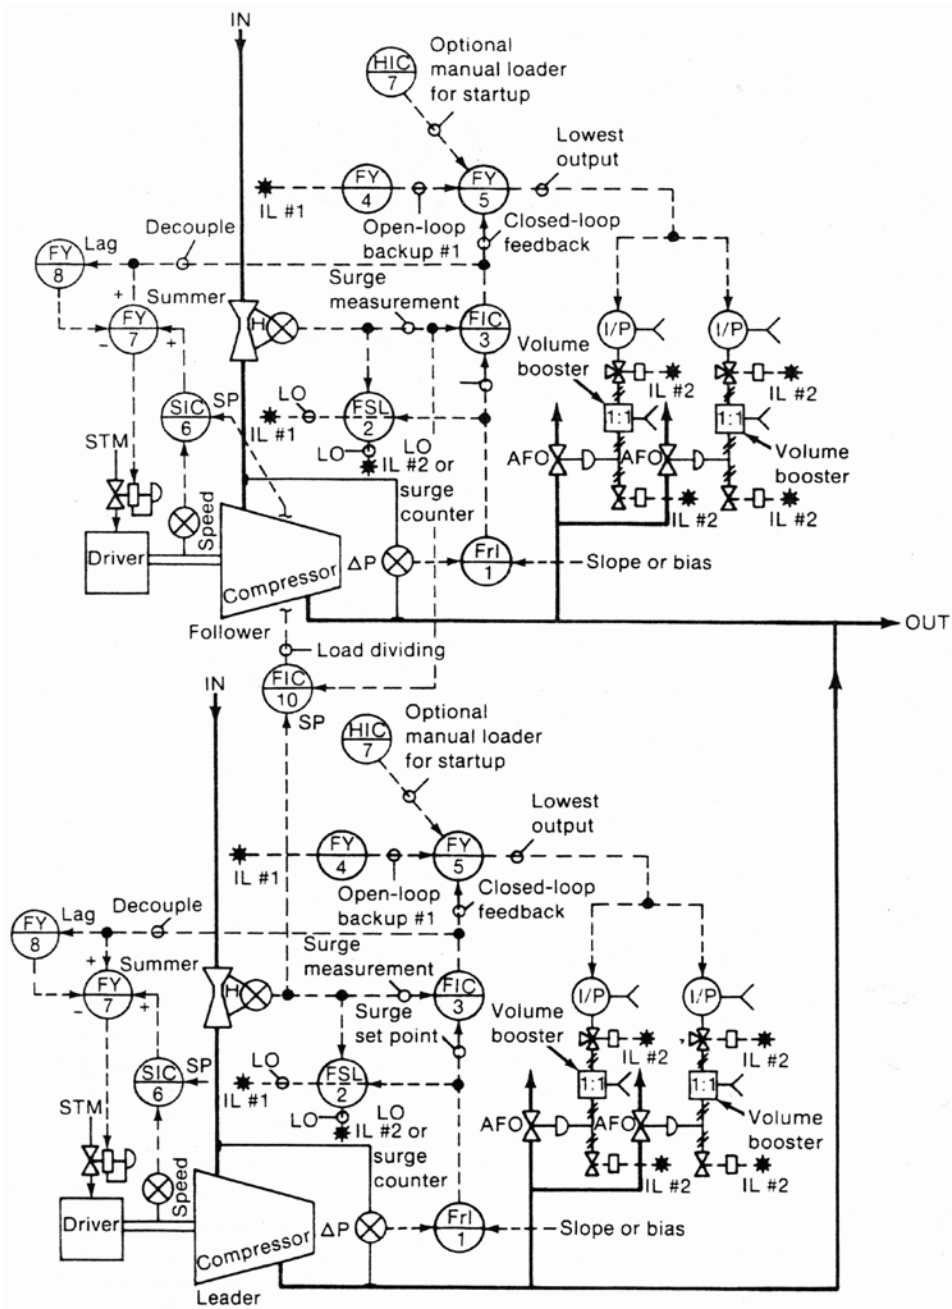 IN
HIC
7
Optional
manual loader
for startup
Lowest
output
FY
4
FY
5
IL #1
Open-loop
backup #1
Closed-loop
feedback
Decouple
FY
8
Lag
Surge
measurement
+
Summer
FY
7
-
+
H
FIC
3
I/P
I/P
Volume
booster
IL #2
IL #2
SIC
6
SP
LO
IL #1
FSL
2
LO
LO
IL #2 or
surge
counter
1:1
1:1
Volume
booster
AFO
AFO
IL #2
IL #2
STM
Speed
Driver
Compressor
ΔP
FrI
1
Slope or bias
Follower
OUT
Load dividing
FIC
10
SP
IN
HIC
7
Optional
manual loader
for startup
Lowest
output
FY
4
FY
5
IL #1
Open-loop
backup #1
Closed-loop
feedback
Decouple
FY
8
Lag
Surge
measurement
+
Summer
FY
7
-
+
H
FIC
3
Surge
set point
I/P
I/P
Volume
booster
IL #2
IL #2
SIC
6
SP
LO
IL #1
FSL
2
LO
LO
IL #2 or
surge
counter
1:1
1:1
Volume
booster
AFO
AFO
IL #2
IL #2
STM
Speed
Driver
Compressor
ΔP
FrI
1
Slope or bias
Leader